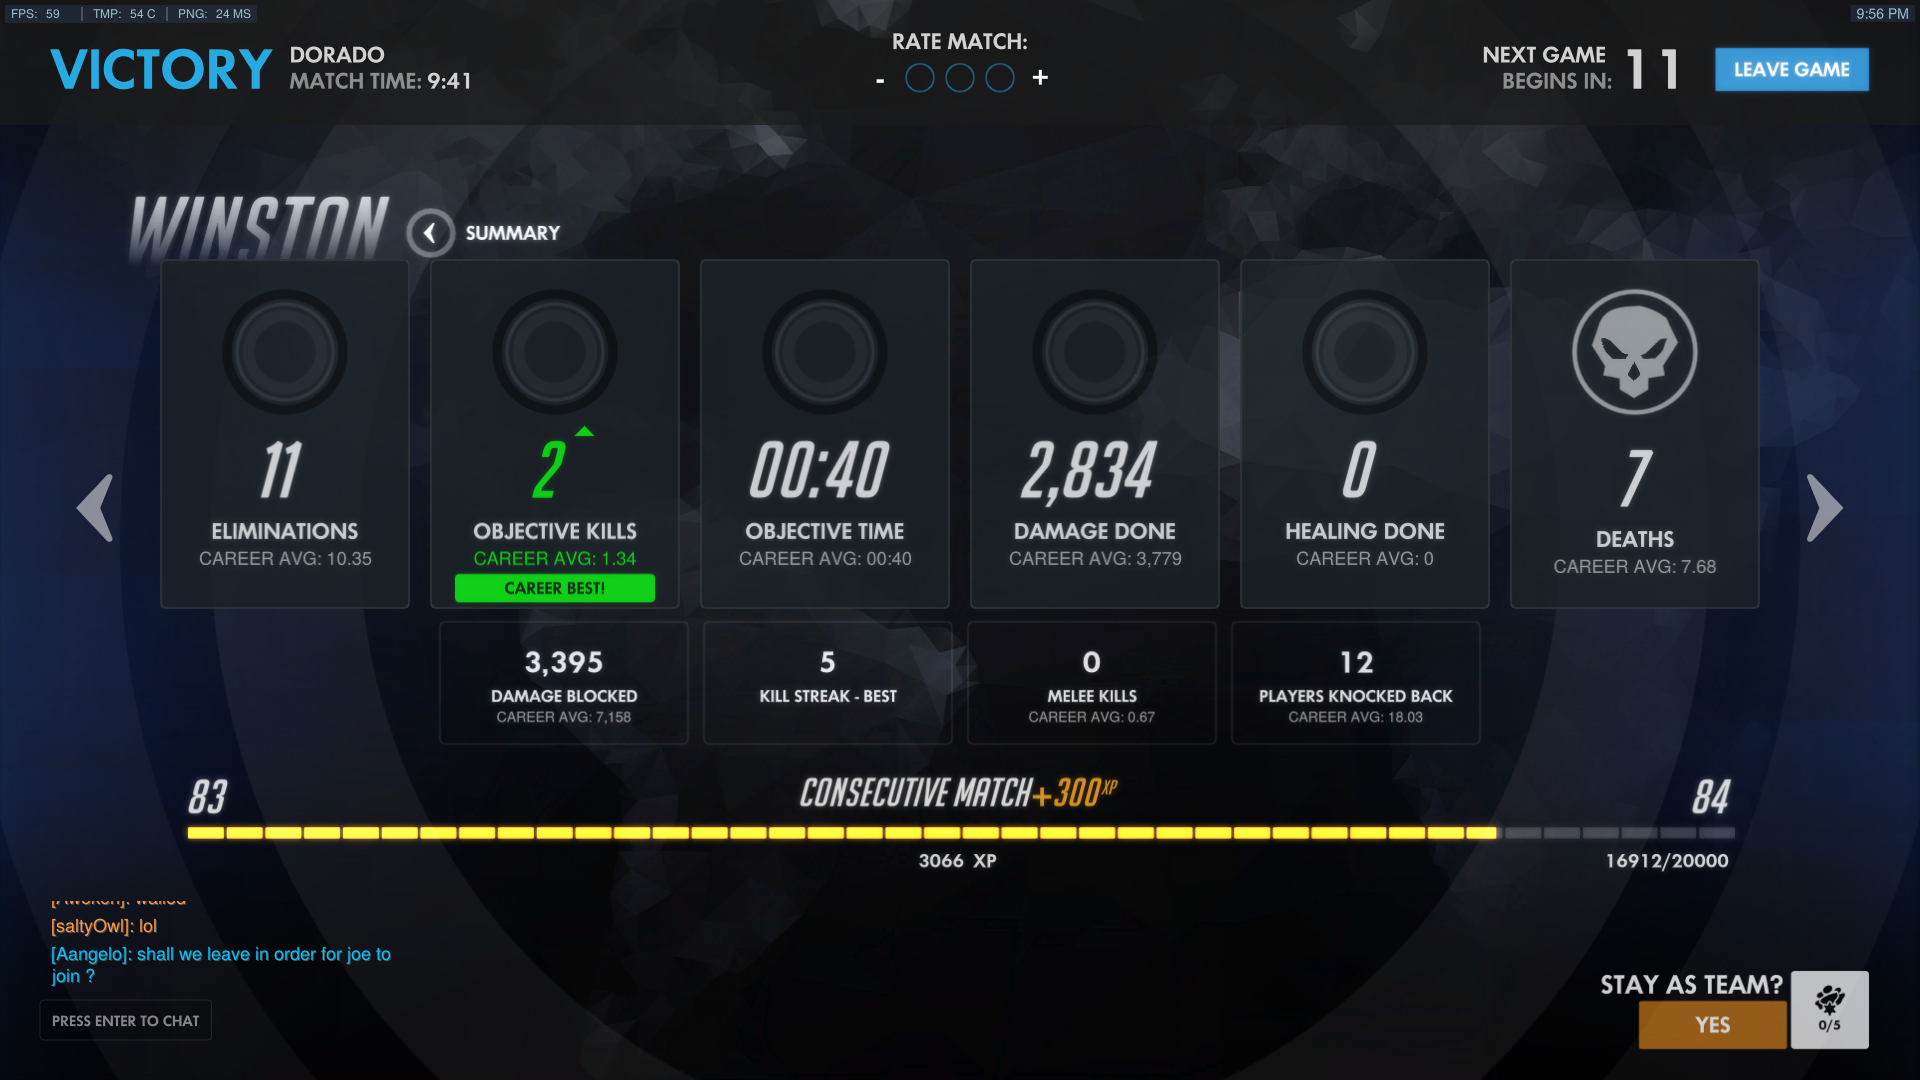 FPS: 59 | TMP: 54 C | PNG: 24 MS
9:56 PM
VICTORY
DORADO
MATCH TIME: 9:41
RATE MATCH:
- +
NEXT GAME
BEGINS IN:
11
LEAVE GAME
WINSTON
SUMMARY
11
ELIMINATIONS
CAREER AVG: 10.35
2
OBJECTIVE KILLS
CAREER AVG: 1.34
CAREER BEST!
00:40
OBJECTIVE TIME
CAREER AVG: 00:40
2,834
DAMAGE DONE
CAREER AVG: 3,779
0
HEALING DONE
CAREER AVG: 0
7
DEATHS
CAREER AVG: 7.68
3,395
DAMAGE BLOCKED
CAREER AVG: 7,158
5
KILL STREAK - BEST
0
MELEE KILLS
CAREER AVG: 0.67
12
PLAYERS KNOCKED BACK
CAREER AVG: 18.03
83
CONSECUTIVE MATCH +300 XP
84
3066 XP
16912/20000
[saltyOwl]: lol
[Aangelo]: shall we leave in order for joe to
join ?
PRESS ENTER TO CHAT
STAY AS TEAM?
YES
0/5